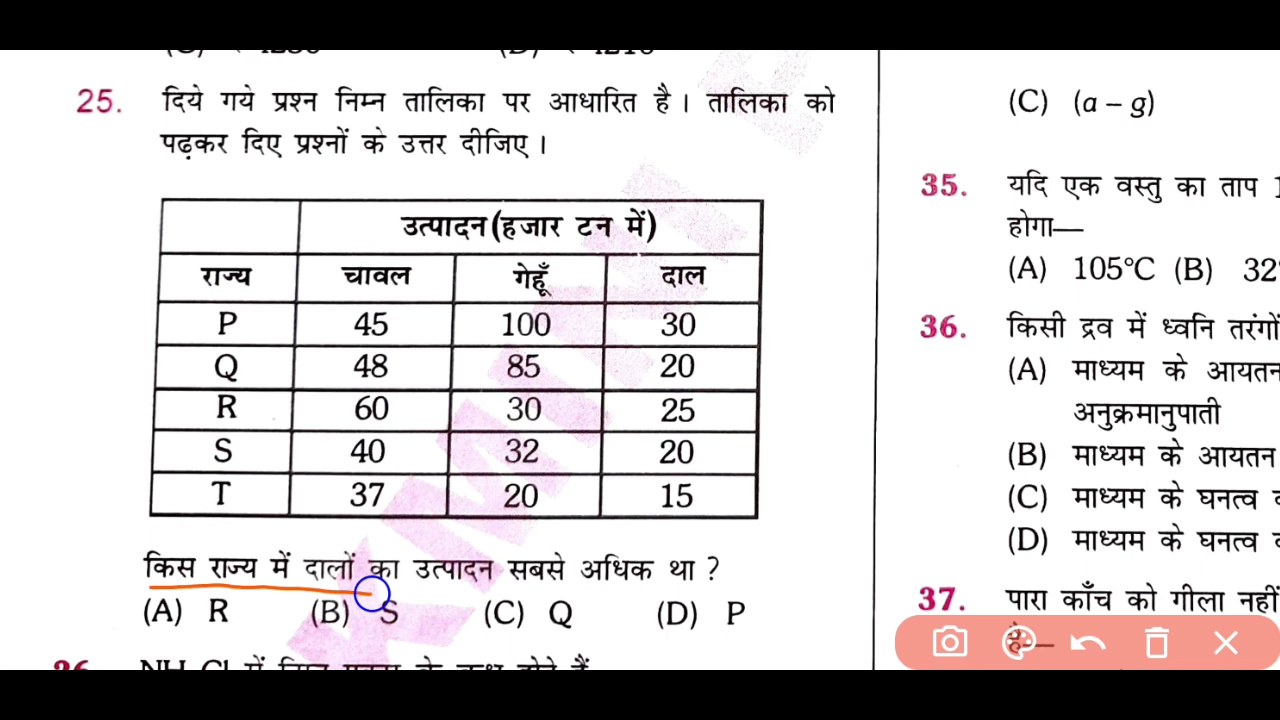 25. दिये गये प्रश्न निम्न तालिका पर आधारित है। तालिका को
पढ़कर दिए प्रश्नों के उत्तर दीजिए।
उत्पादन (हजार टन में)
राज्य चावल गेहूँ दाल
P 45 100 30
Q 48 85 20
R 60 30 25
S 40 32 20
T 37 20 15
किस राज्य में दालों का उत्पादन सबसे अधिक था ?
(A) R (B) S (C) Q (D) P
(C) (a – g)
35. यदि एक वस्तु का ताप
होगा—
(A) 105°C (B) 32°
36. किसी द्रव में ध्वनि तरंगों
(A) माध्यम के आयतन
अनुक्रमानुपाती
(B) माध्यम के आयतन
(C) माध्यम के घनत्व
(D) माध्यम के घनत्व
37. पारा काँच को गीला नहीं